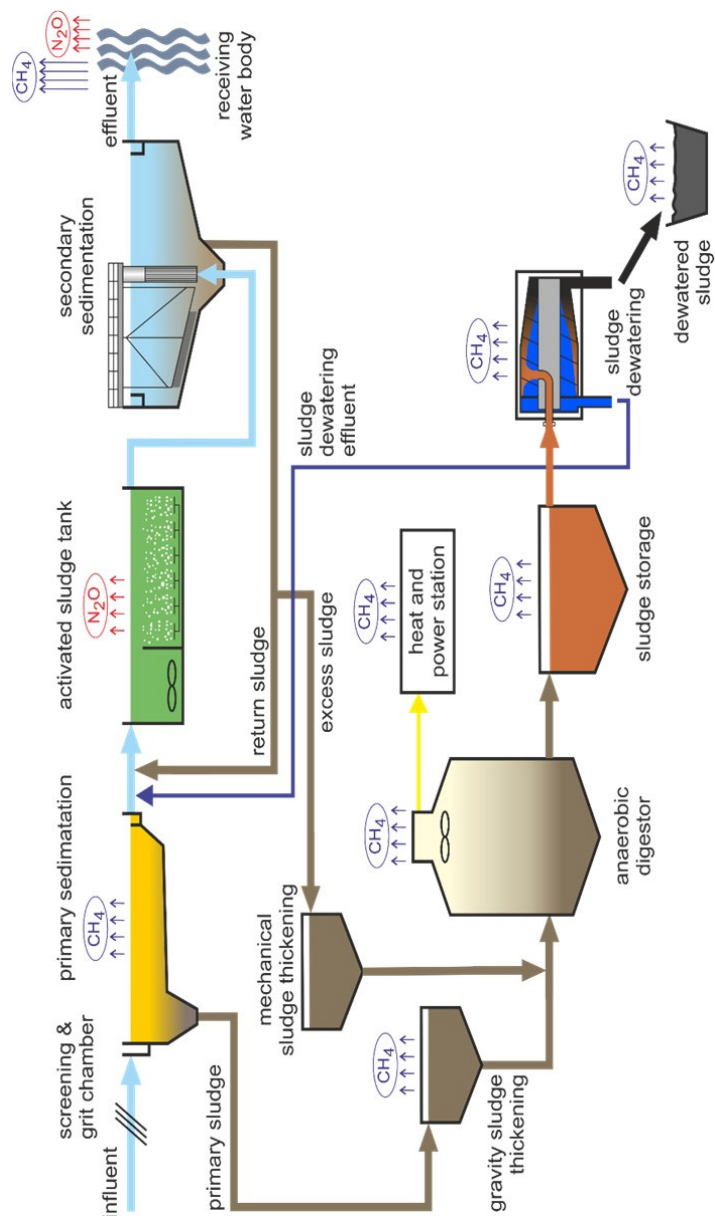 influent
screening &
grit chamber
primary sedimatation
CH4
activated sludge tank
N2O
secondary
sedimentation
effluent
CH4
N2O
receiving
water body
primary sludge
return sludge
excess sludge
sludge
dewatering
effluent
mechanical
sludge thickening
CH4
gravity sludge
thickening
CH4
anaerobic
digestor
CH4
heat and
power station
CH4
sludge storage
CH4
sludge
dewatering
CH4
dewatered
sludge